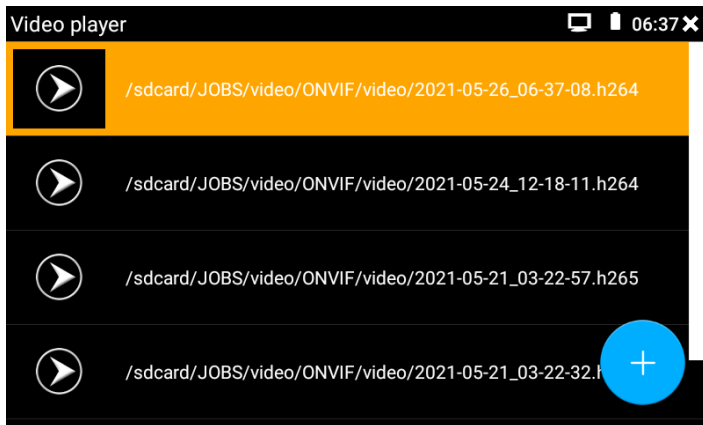 Video player 06:37
/sdcard/JOBS/video/ONVIF/video/2021-05-26_06-37-08.h264
/sdcard/JOBS/video/ONVIF/video/2021-05-24_12-18-11.h264
/sdcard/JOBS/video/ONVIF/video/2021-05-21_03-22-57.h265
/sdcard/JOBS/video/ONVIF/video/2021-05-21_03-22-32.h